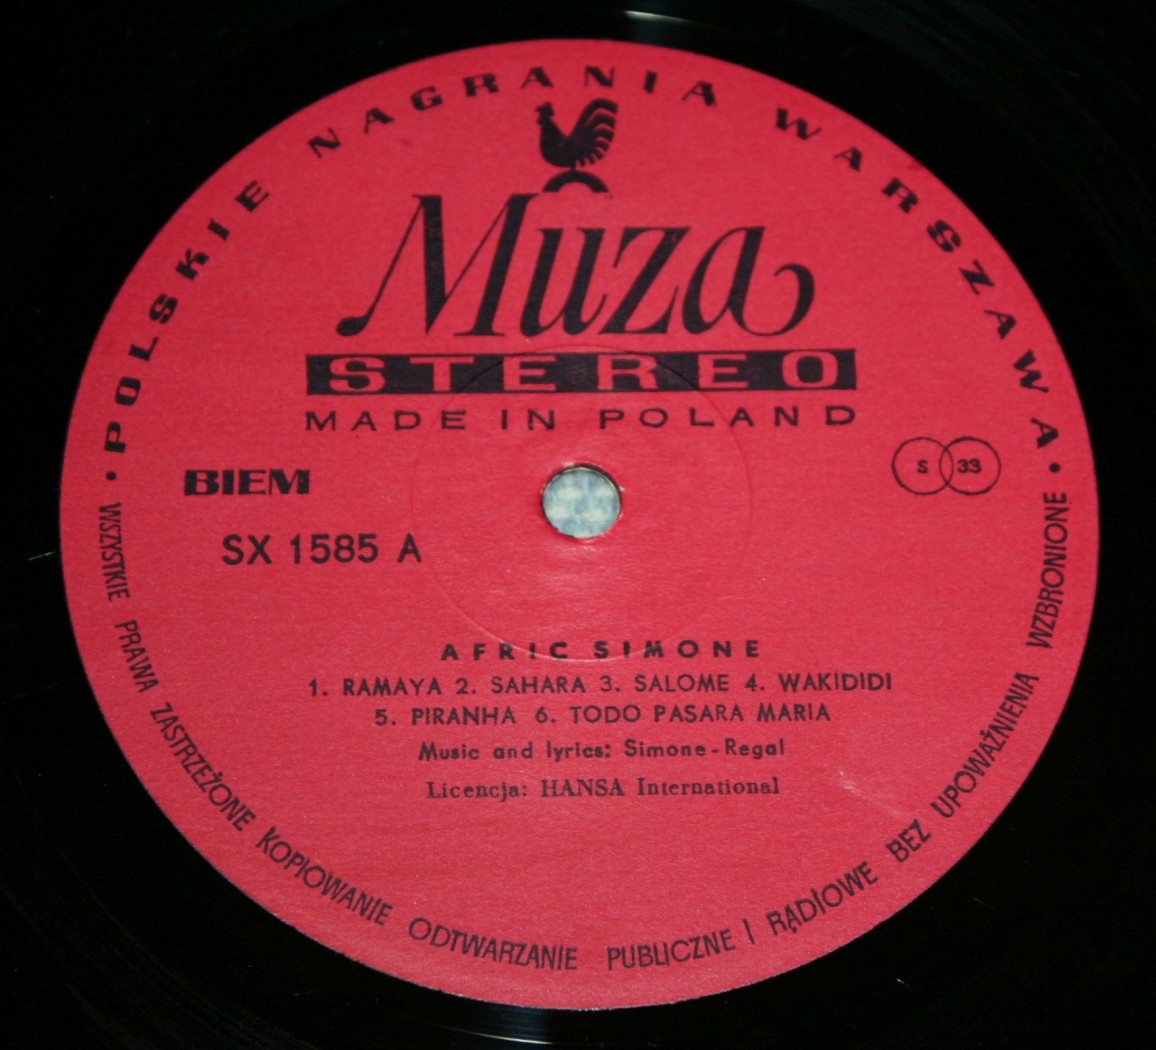 • POLSKIE NAGRANIA WARSZAWA •
Muza
STEREO
MADE IN POLAND
BIEM
S 33
SX 1585 A
AFRIC SIMONE
1. RAMAYA 2. SAHARA 3. SALOME 4. WAKIDIDI
5. PIRANHA 6. TODO PASARA MARIA
Music and lyrics: Simone-Regal
Licencja: HANSA International
WSZYSTKIE PRAWA ZASTRZEŻONE KOPIOWANIE ODTWARZANIE PUBLICZNE I RĄDIOWE BEZ UPOWAŻNIENIA WZBRONIONE